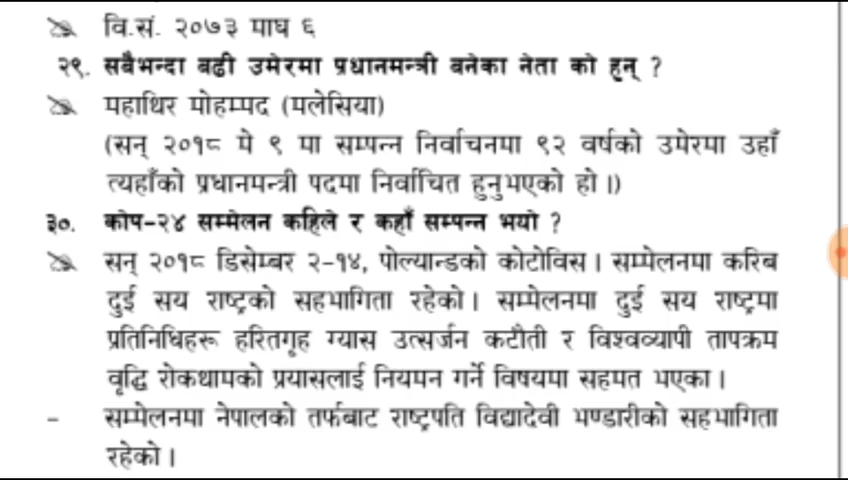 वि.सं. २०७३ माघ ६
२९. सबैभन्दा बढी उमेरमा प्रधानमन्त्री बनेका नेता को हुन् ?
महाथिर मोहम्मद (मलेसिया)
(सन् २०१८ मे ९ मा सम्पन्न निर्वाचनमा ९२ वर्षको उमेरमा उहाँ
त्यहाँको प्रधानमन्त्री पदमा निर्वाचित हुनुभएको हो ।)
३०. कोप-२४ सम्मेलन कहिले र कहाँ सम्पन्न भयो ?
सन् २०१८ डिसेम्बर २-१४, पोल्यान्डको कोटोविस । सम्मेलनमा करिब
दुई सय राष्ट्रको सहभागिता रहेको । सम्मेलनमा दुई सय राष्ट्रमा
प्रतिनिधिहरू हरितगृह ग्यास उत्सर्जन कटौती र विश्वव्यापी तापक्रम
वृद्धि रोकथामको प्रयासलाई नियमन गर्ने विषयमा सहमत भएका ।
- सम्मेलनमा नेपालको तर्फबाट राष्ट्रपति विद्यादेवी भण्डारीको सहभागिता
रहेको ।